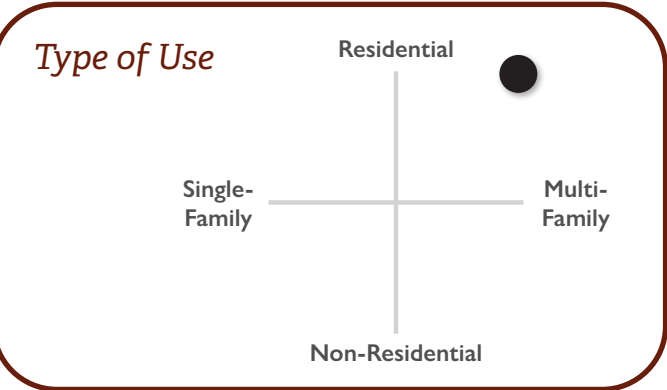 Type of Use
Residential
Single-
Family
Multi-
Family
Non-Residential